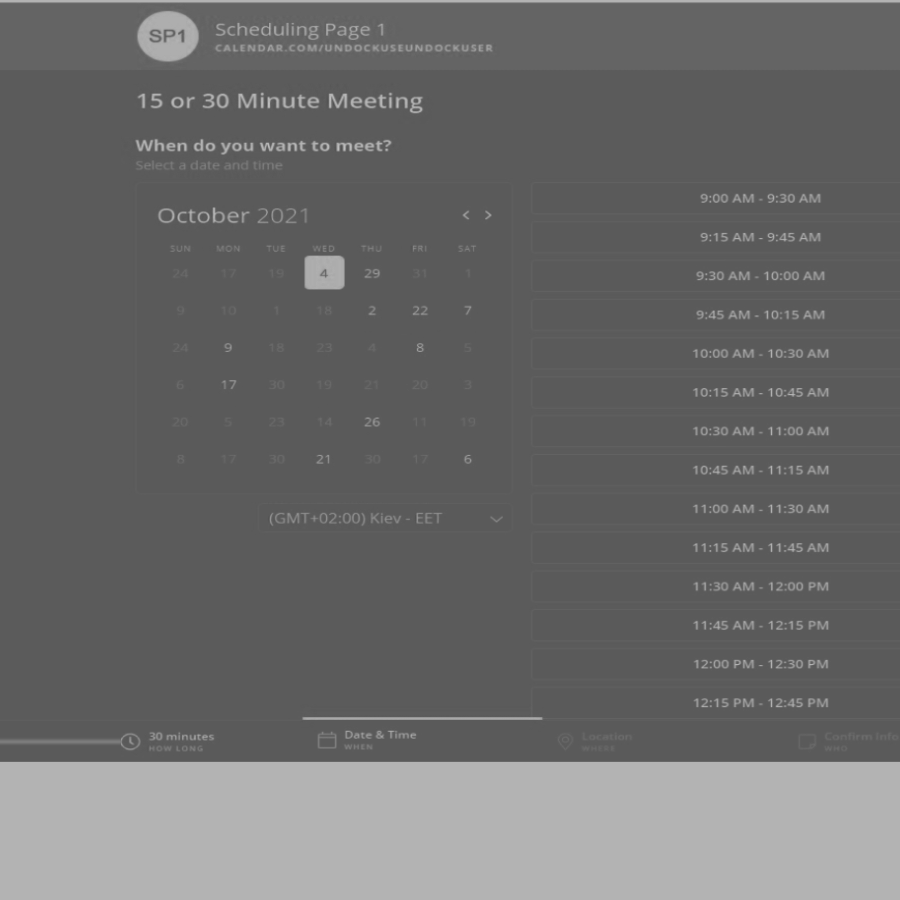 SP1
Scheduling Page 1
CALENDAR.COM/UNDOCKUSEUNDOCKUSER
15 or 30 Minute Meeting
When do you want to meet?
Select a date and time
October 2021
< >
SUN MON TUE WED THU FRI SAT
24 17 19 4 29 31 1
9 10 1 18 2 22 7
24 9 18 23 4 8 5
6 17 30 19 21 20 3
20 5 23 14 26 11 19
8 17 30 21 30 17 6
(GMT+02:00) Kiev - EET
9:00 AM - 9:30 AM
9:15 AM - 9:45 AM
9:30 AM - 10:00 AM
9:45 AM - 10:15 AM
10:00 AM - 10:30 AM
10:15 AM - 10:45 AM
10:30 AM - 11:00 AM
10:45 AM - 11:15 AM
11:00 AM - 11:30 AM
11:15 AM - 11:45 AM
11:30 AM - 12:00 PM
11:45 AM - 12:15 PM
12:00 PM - 12:30 PM
12:15 PM - 12:45 PM
30 minutes
HOW LONG
Date & Time
WHEN
Location
WHERE
Confirm Info
WHO